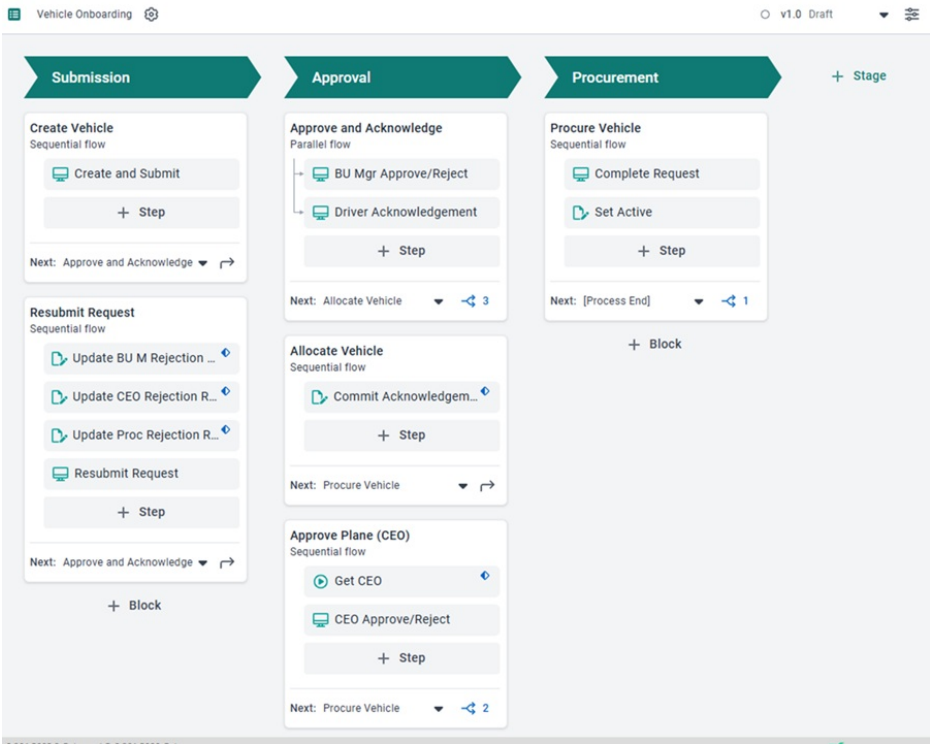 Vehicle Onboarding
v1.0 Draft
Submission
Approval
Procurement
+ Stage
Create Vehicle
Sequential flow
Create and Submit
+ Step
Next: Approve and Acknowledge
Resubmit Request
Sequential flow
Update BU M Rejection ...
Update CEO Rejection R...
Update Proc Rejection R...
Resubmit Request
+ Step
Next: Approve and Acknowledge
+ Block
Approve and Acknowledge
Parallel flow
BU Mgr Approve/Reject
Driver Acknowledgement
+ Step
Next: Allocate Vehicle 3
Allocate Vehicle
Sequential flow
Commit Acknowledgem...
+ Step
Next: Procure Vehicle
Approve Plane (CEO)
Sequential flow
Get CEO
CEO Approve/Reject
+ Step
Next: Procure Vehicle 2
Procure Vehicle
Sequential flow
Complete Request
Set Active
+ Step
Next: [Process End] 1
+ Block